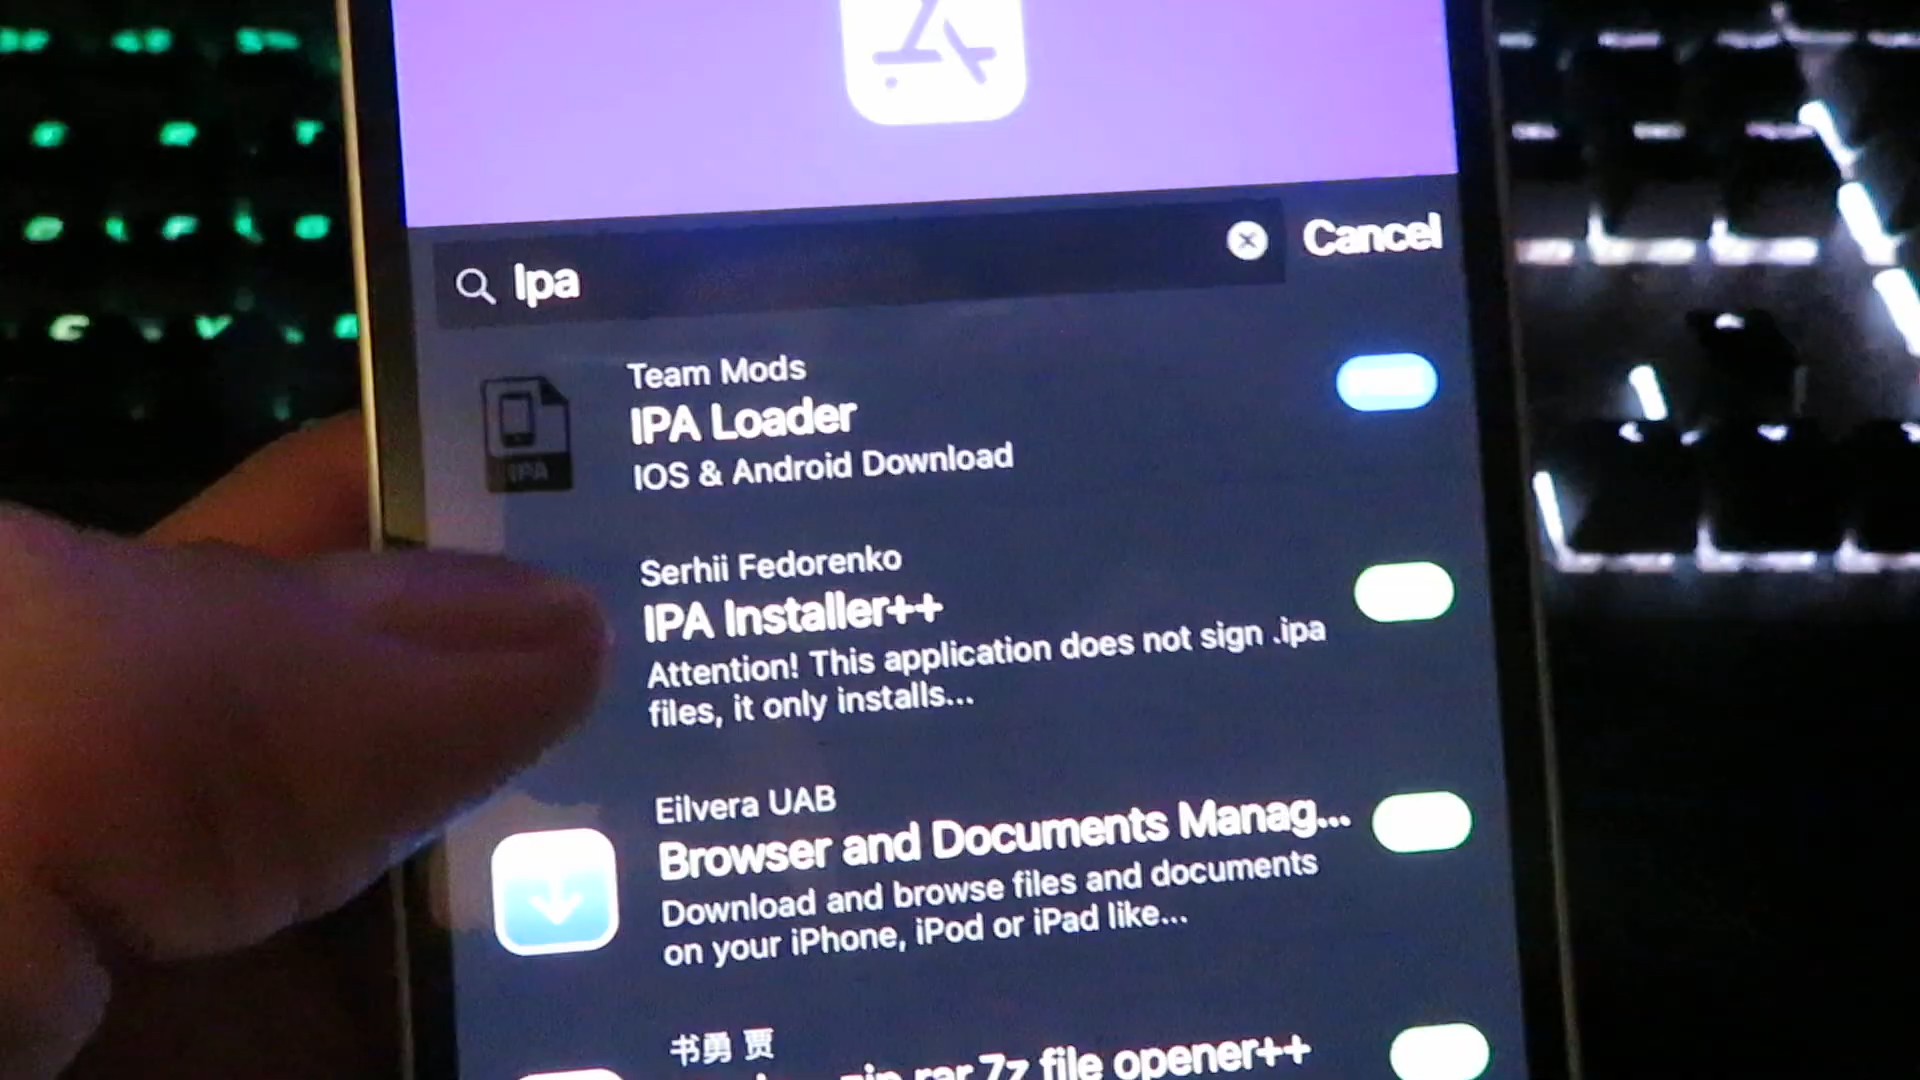 Ipa
Cancel
Team Mods
IPA Loader
IOS & Android Download
IPA
Serhii Fedorenko
IPA Installer++
Attention! This application does not sign .ipa
files, it only installs...
Eilvera UAB
Browser and Documents Manag...
Download and browse files and documents
on your iPhone, iPod or iPad like...
书勇 贾
zip rar 7z file opener++